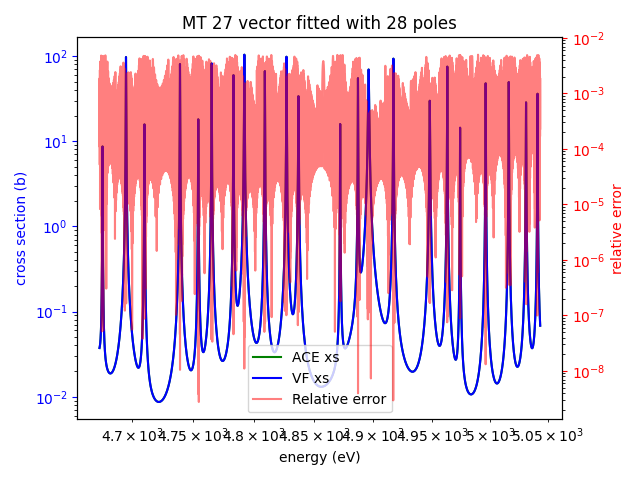 MT 27 vector fitted with 28 poles
10²
10¹
10⁰
10⁻¹
10⁻²
cross section (b)
10⁻²
10⁻³
10⁻⁴
10⁻⁵
10⁻⁶
10⁻⁷
10⁻⁸
relative error
ACE xs
VF xs
Relative error
4.7 × 10³ 4.75 × 10³ 4.8 × 10³ 4.85 × 10³ 4.9 × 10³ 4.95 × 10³ 5 × 10³ 5.05 × 10³
energy (eV)